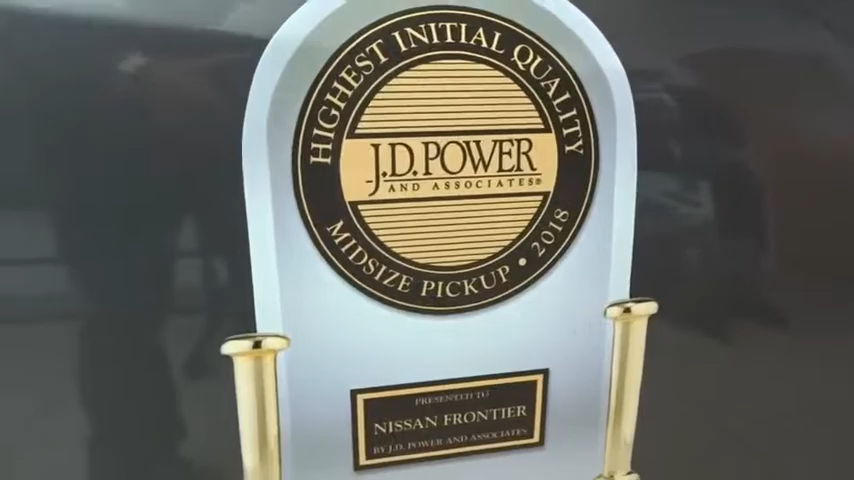 HIGHEST INITIAL QUALITY
J.D. POWER
AND ASSOCIATES®
MIDSIZE PICKUP • 2018
PRESENTED TO
NISSAN FRONTIER
BY J.D. POWER AND ASSOCIATES